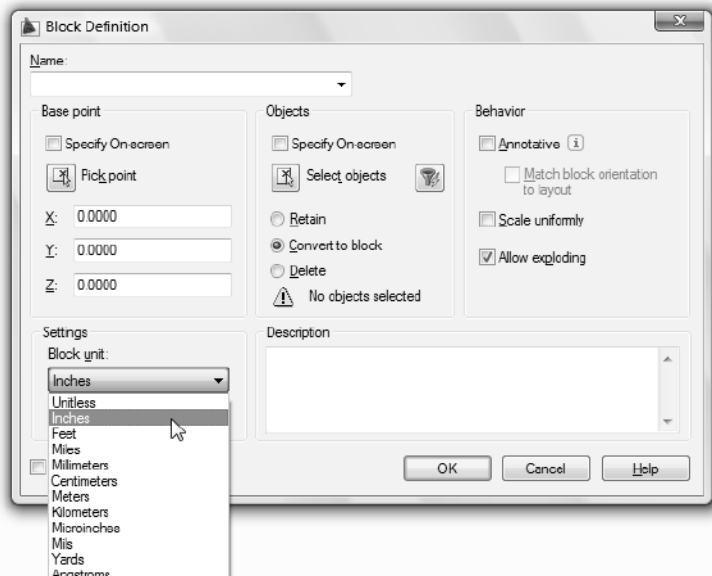 Block Definition
Name:
Base point
Specify On-screen
Pick point
X: 0.0000
Y: 0.0000
Z: 0.0000
Objects
Specify On-screen
Select objects
Retain
Convert to block
Delete
No objects selected
Behavior
Annotative
Match block orientation
to layout
Scale uniformly
Allow exploding
Settings
Block unit:
Inches
Unitless
Inches
Feet
Miles
Millimeters
Centimeters
Meters
Kilometers
Microinches
Mils
Yards
Angstroms
Description
OK
Cancel
Help